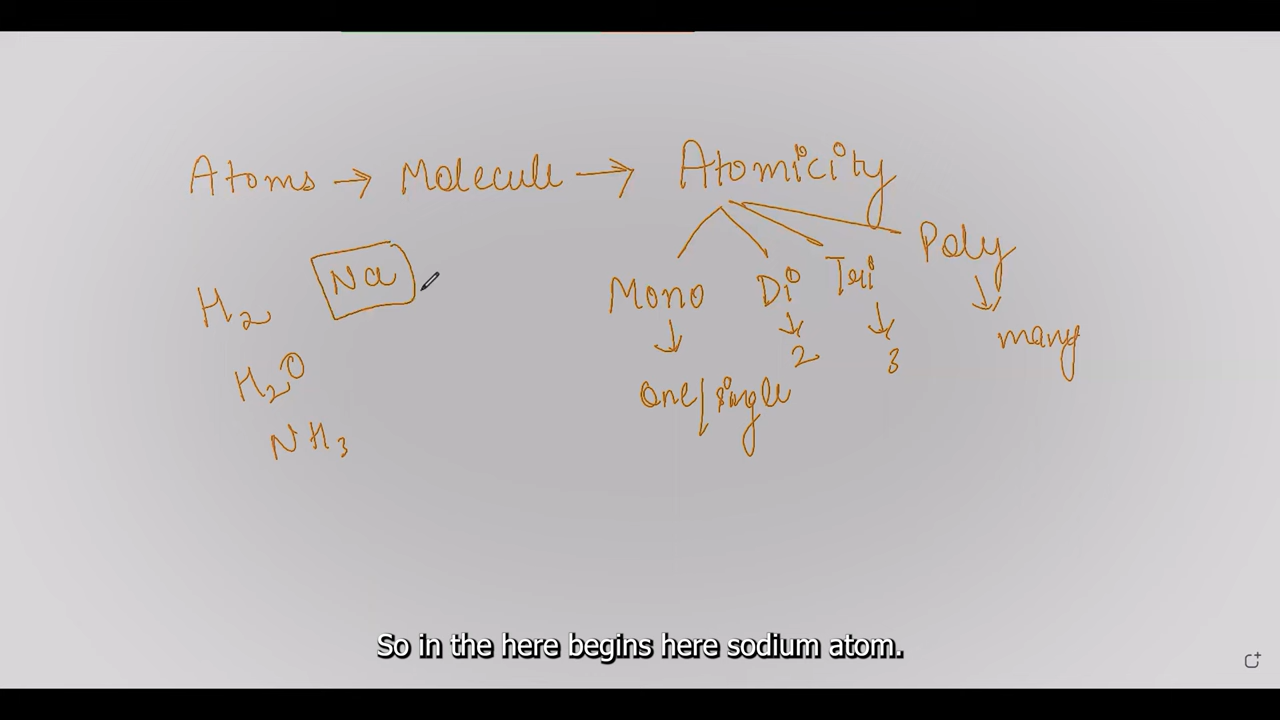 Atoms → Molecule → Atomicity
Poly
Na
Mono Di Tri
H2
many
2 3
H2O
One/single
NH3
So in the here begins here sodium atom.